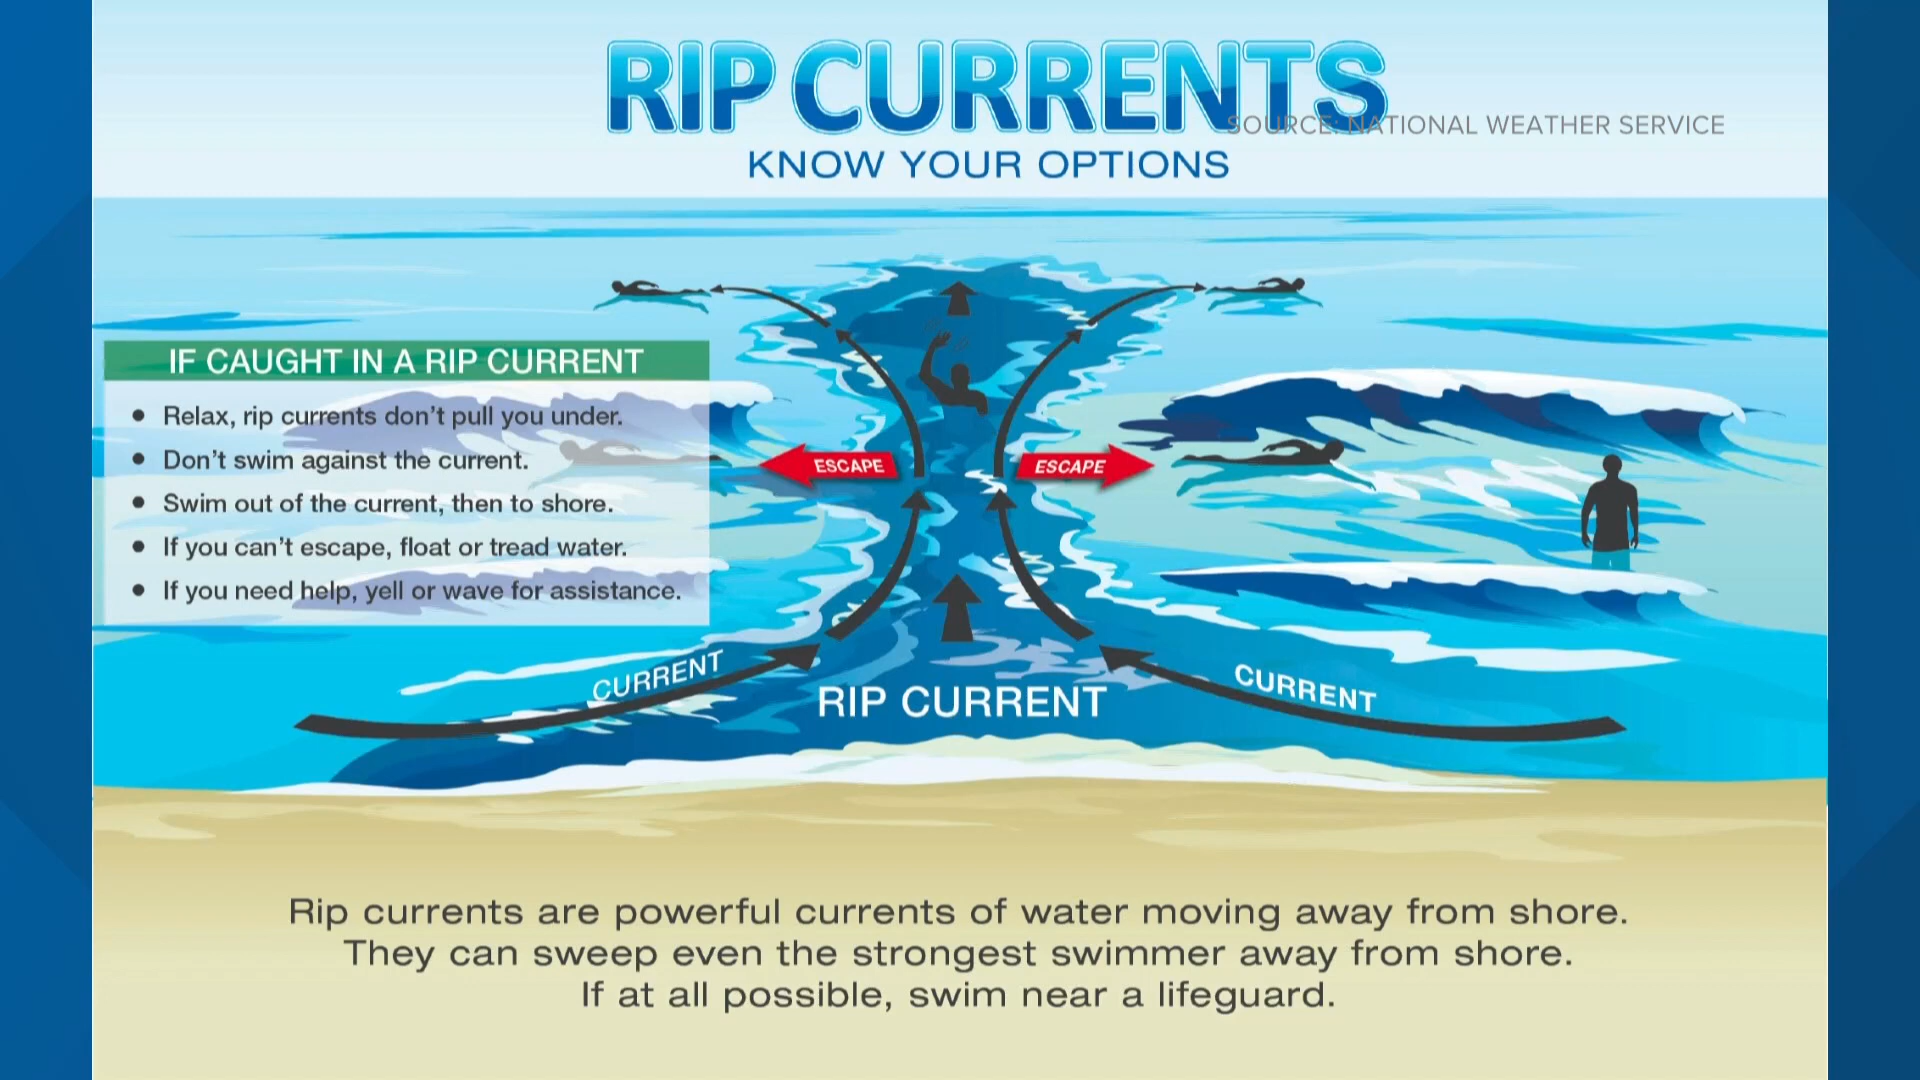 RIP CURRENTS
SOURCE: NATIONAL WEATHER SERVICE
KNOW YOUR OPTIONS
IF CAUGHT IN A RIP CURRENT
• Relax, rip currents don't pull you under.
• Don't swim against the current.
• Swim out of the current, then to shore.
• If you can't escape, float or tread water.
• If you need help, yell or wave for assistance.
ESCAPE
ESCAPE
CURRENT
RIP CURRENT
CURRENT
Rip currents are powerful currents of water moving away from shore.
They can sweep even the strongest swimmer away from shore.
If at all possible, swim near a lifeguard.